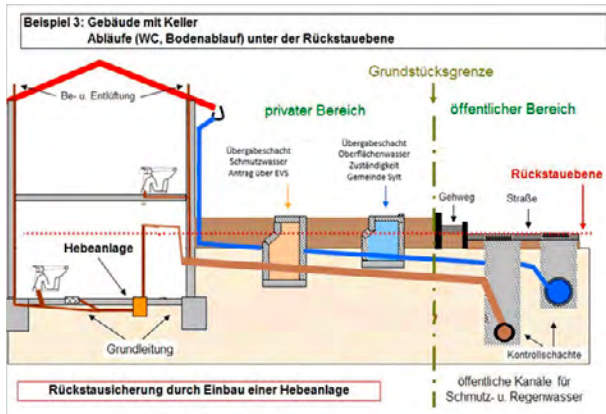 Beispiel 3: Gebäude mit Keller
Abläufe (WC, Bodenablauf) unter der Rückstauebene
Grundstücksgrenze
Be- u. Entlüftung
privater Bereich
öffentlicher Bereich
Übergabeschacht
Schmutzwasser
Antrag über EVS
Übergabeschacht
Oberflächenwasser
Zuständigkeit
Gemeinde Sylt
Rückstauebene
Gehweg
Straße
Hebeanlage
Grundleitung
Kontrollschächte
Rückstausicherung durch Einbau einer Hebeanlage
öffentliche Kanäle für
Schmutz- u. Regenwasser